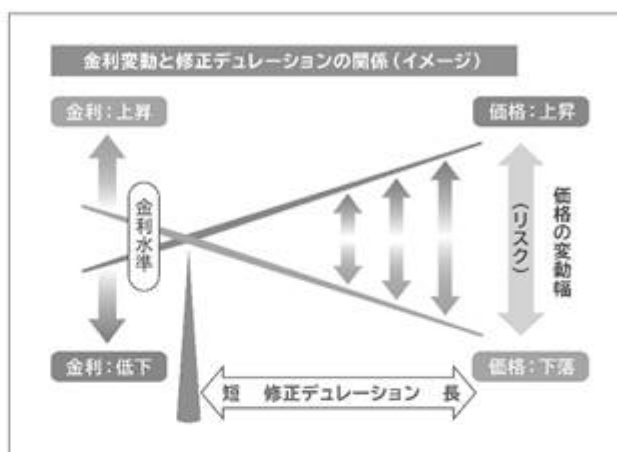 金利変動と修正デュレーションの関係(イメージ)
金利:上昇
価格:上昇
金利水準
価格の変動幅
(リスク)
金利:低下
価格:下落
短 修正デュレーション 長